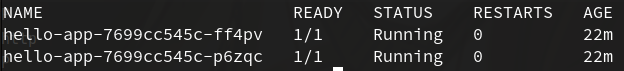 NAME READY STATUS RESTARTS AGE
hello-app-7699cc545c-ff4pv 1/1 Running 0 22m
hello-app-7699cc545c-p6zqc 1/1 Running 0 22m